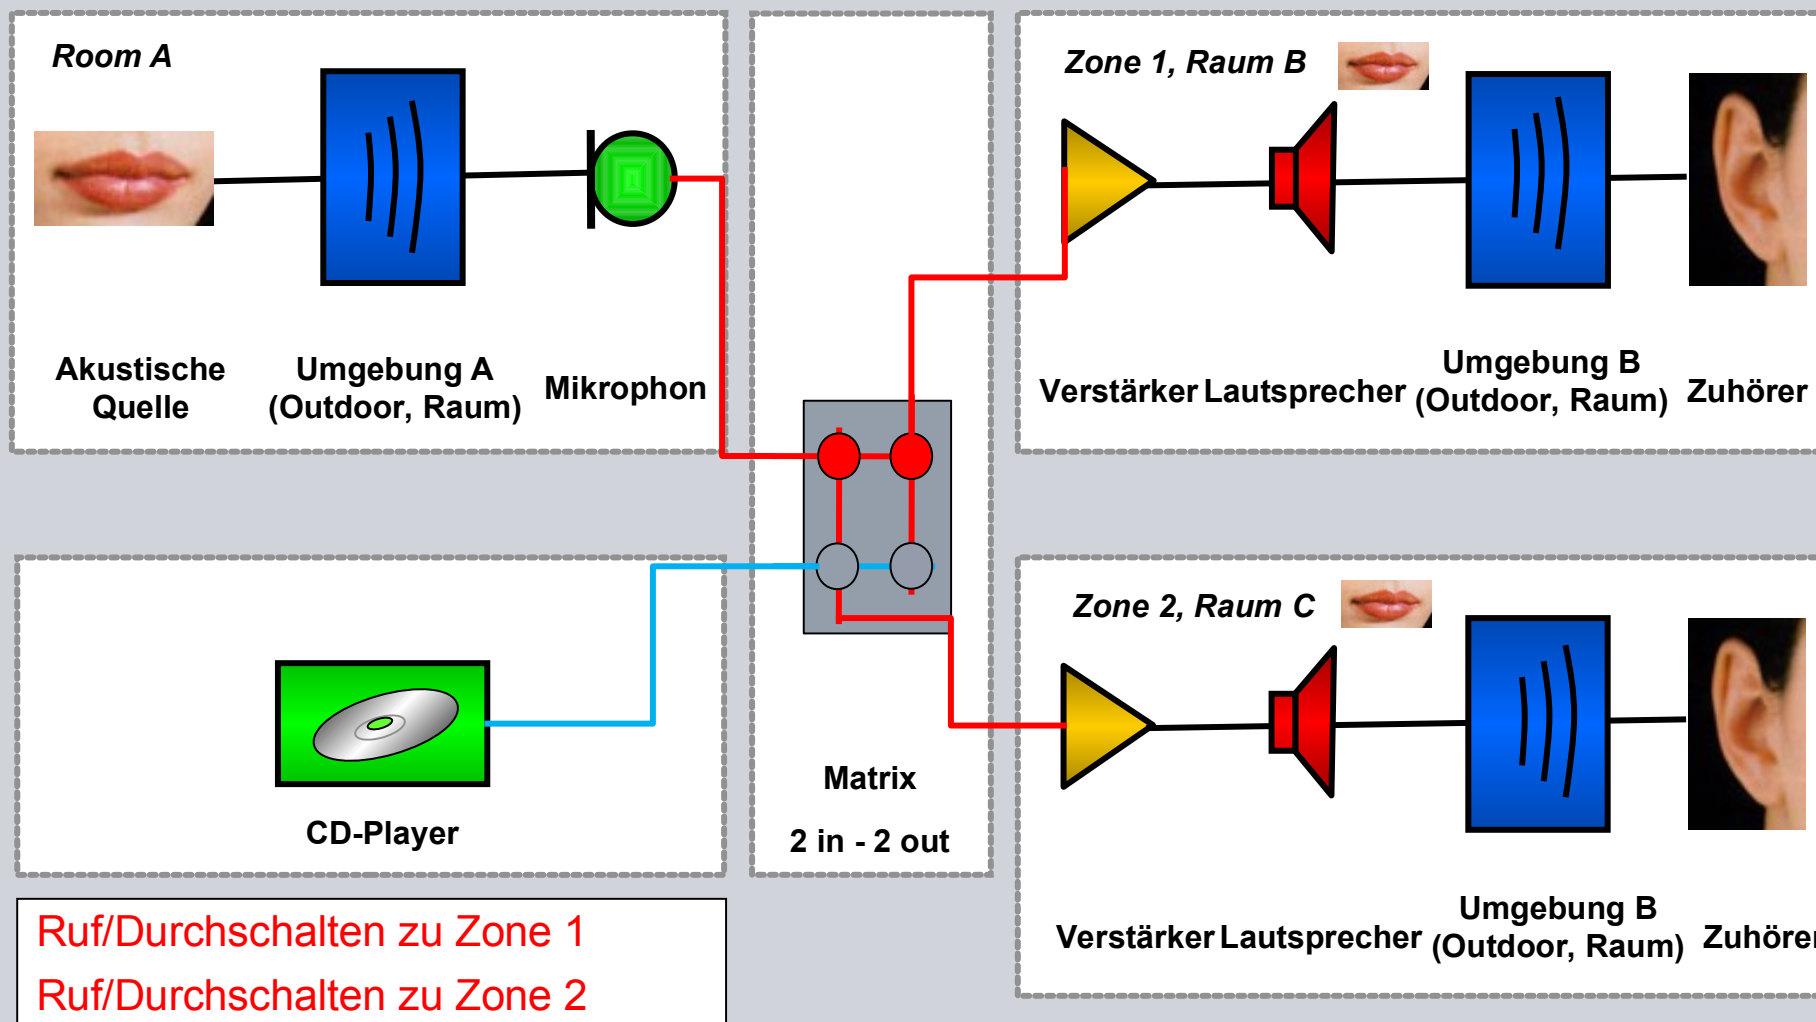 Room A
Akustische
Quelle
Umgebung A
(Outdoor, Raum)
Mikrophon
Zone 1, Raum B
Verstärker
Lautsprecher
Umgebung B
(Outdoor, Raum)
Zuhörer
CD-Player
Matrix
2 in - 2 out
Zone 2, Raum C
Verstärker
Lautsprecher
Umgebung B
(Outdoor, Raum)
Zuhörer
Ruf/Durchschalten zu Zone 1
Ruf/Durchschalten zu Zone 2